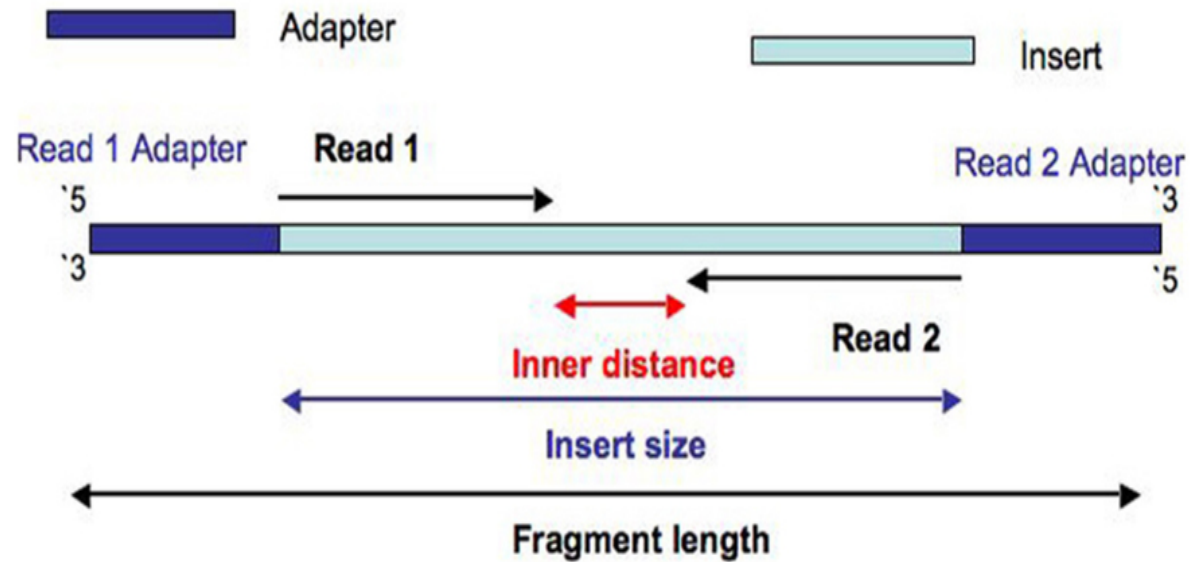 Adapter
Insert
Read 1 Adapter
Read 1
Read 2 Adapter
`5
`3
`3
`5
Read 2
Inner distance
Insert size
Fragment length